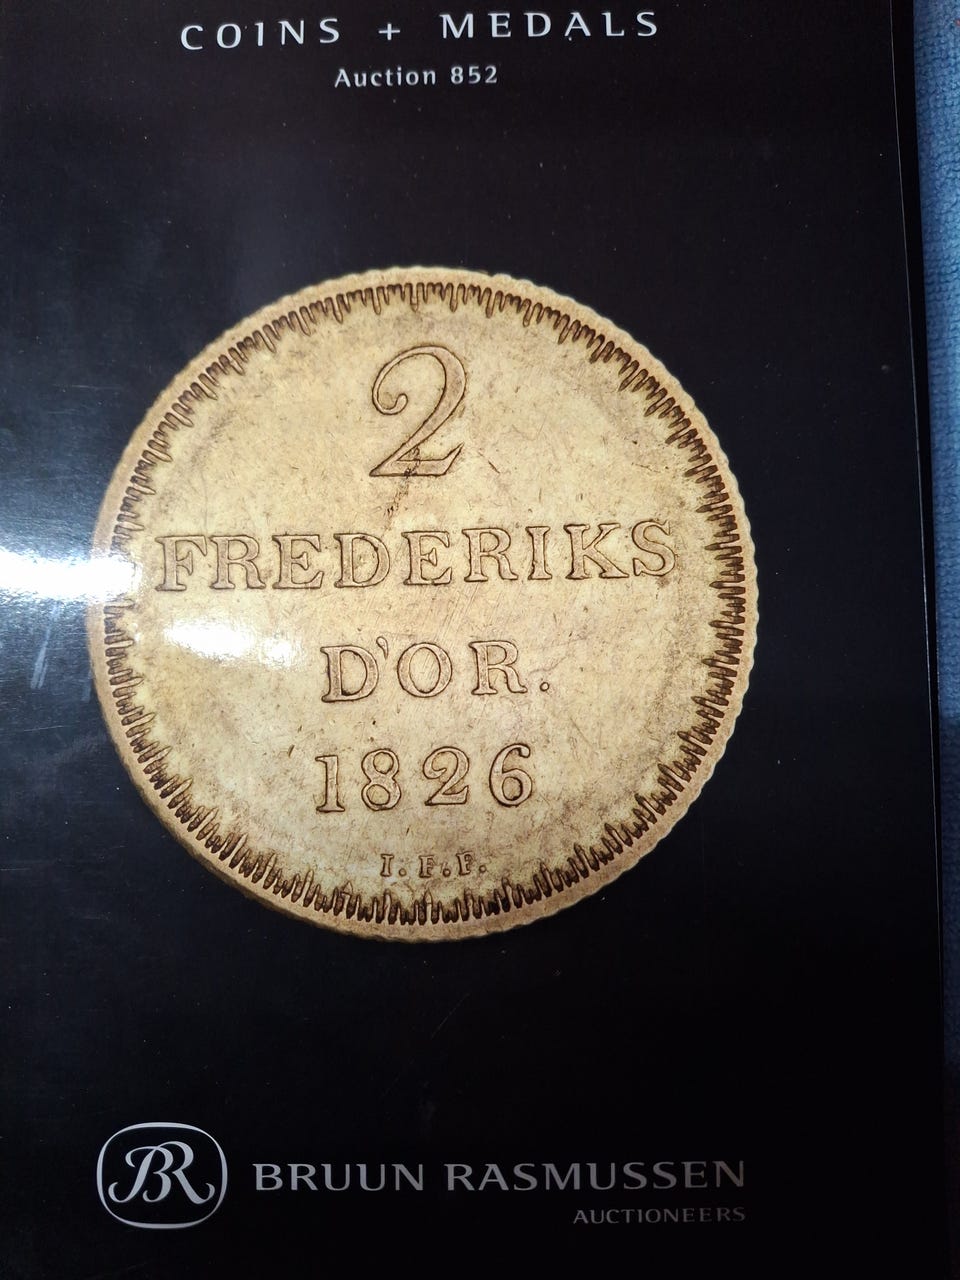 COINS + MEDALS
Auction 852
2
FREDERIKS
D'OR.
1826
I. F. F.
BR BRUUN RASMUSSEN
AUCTIONEERS